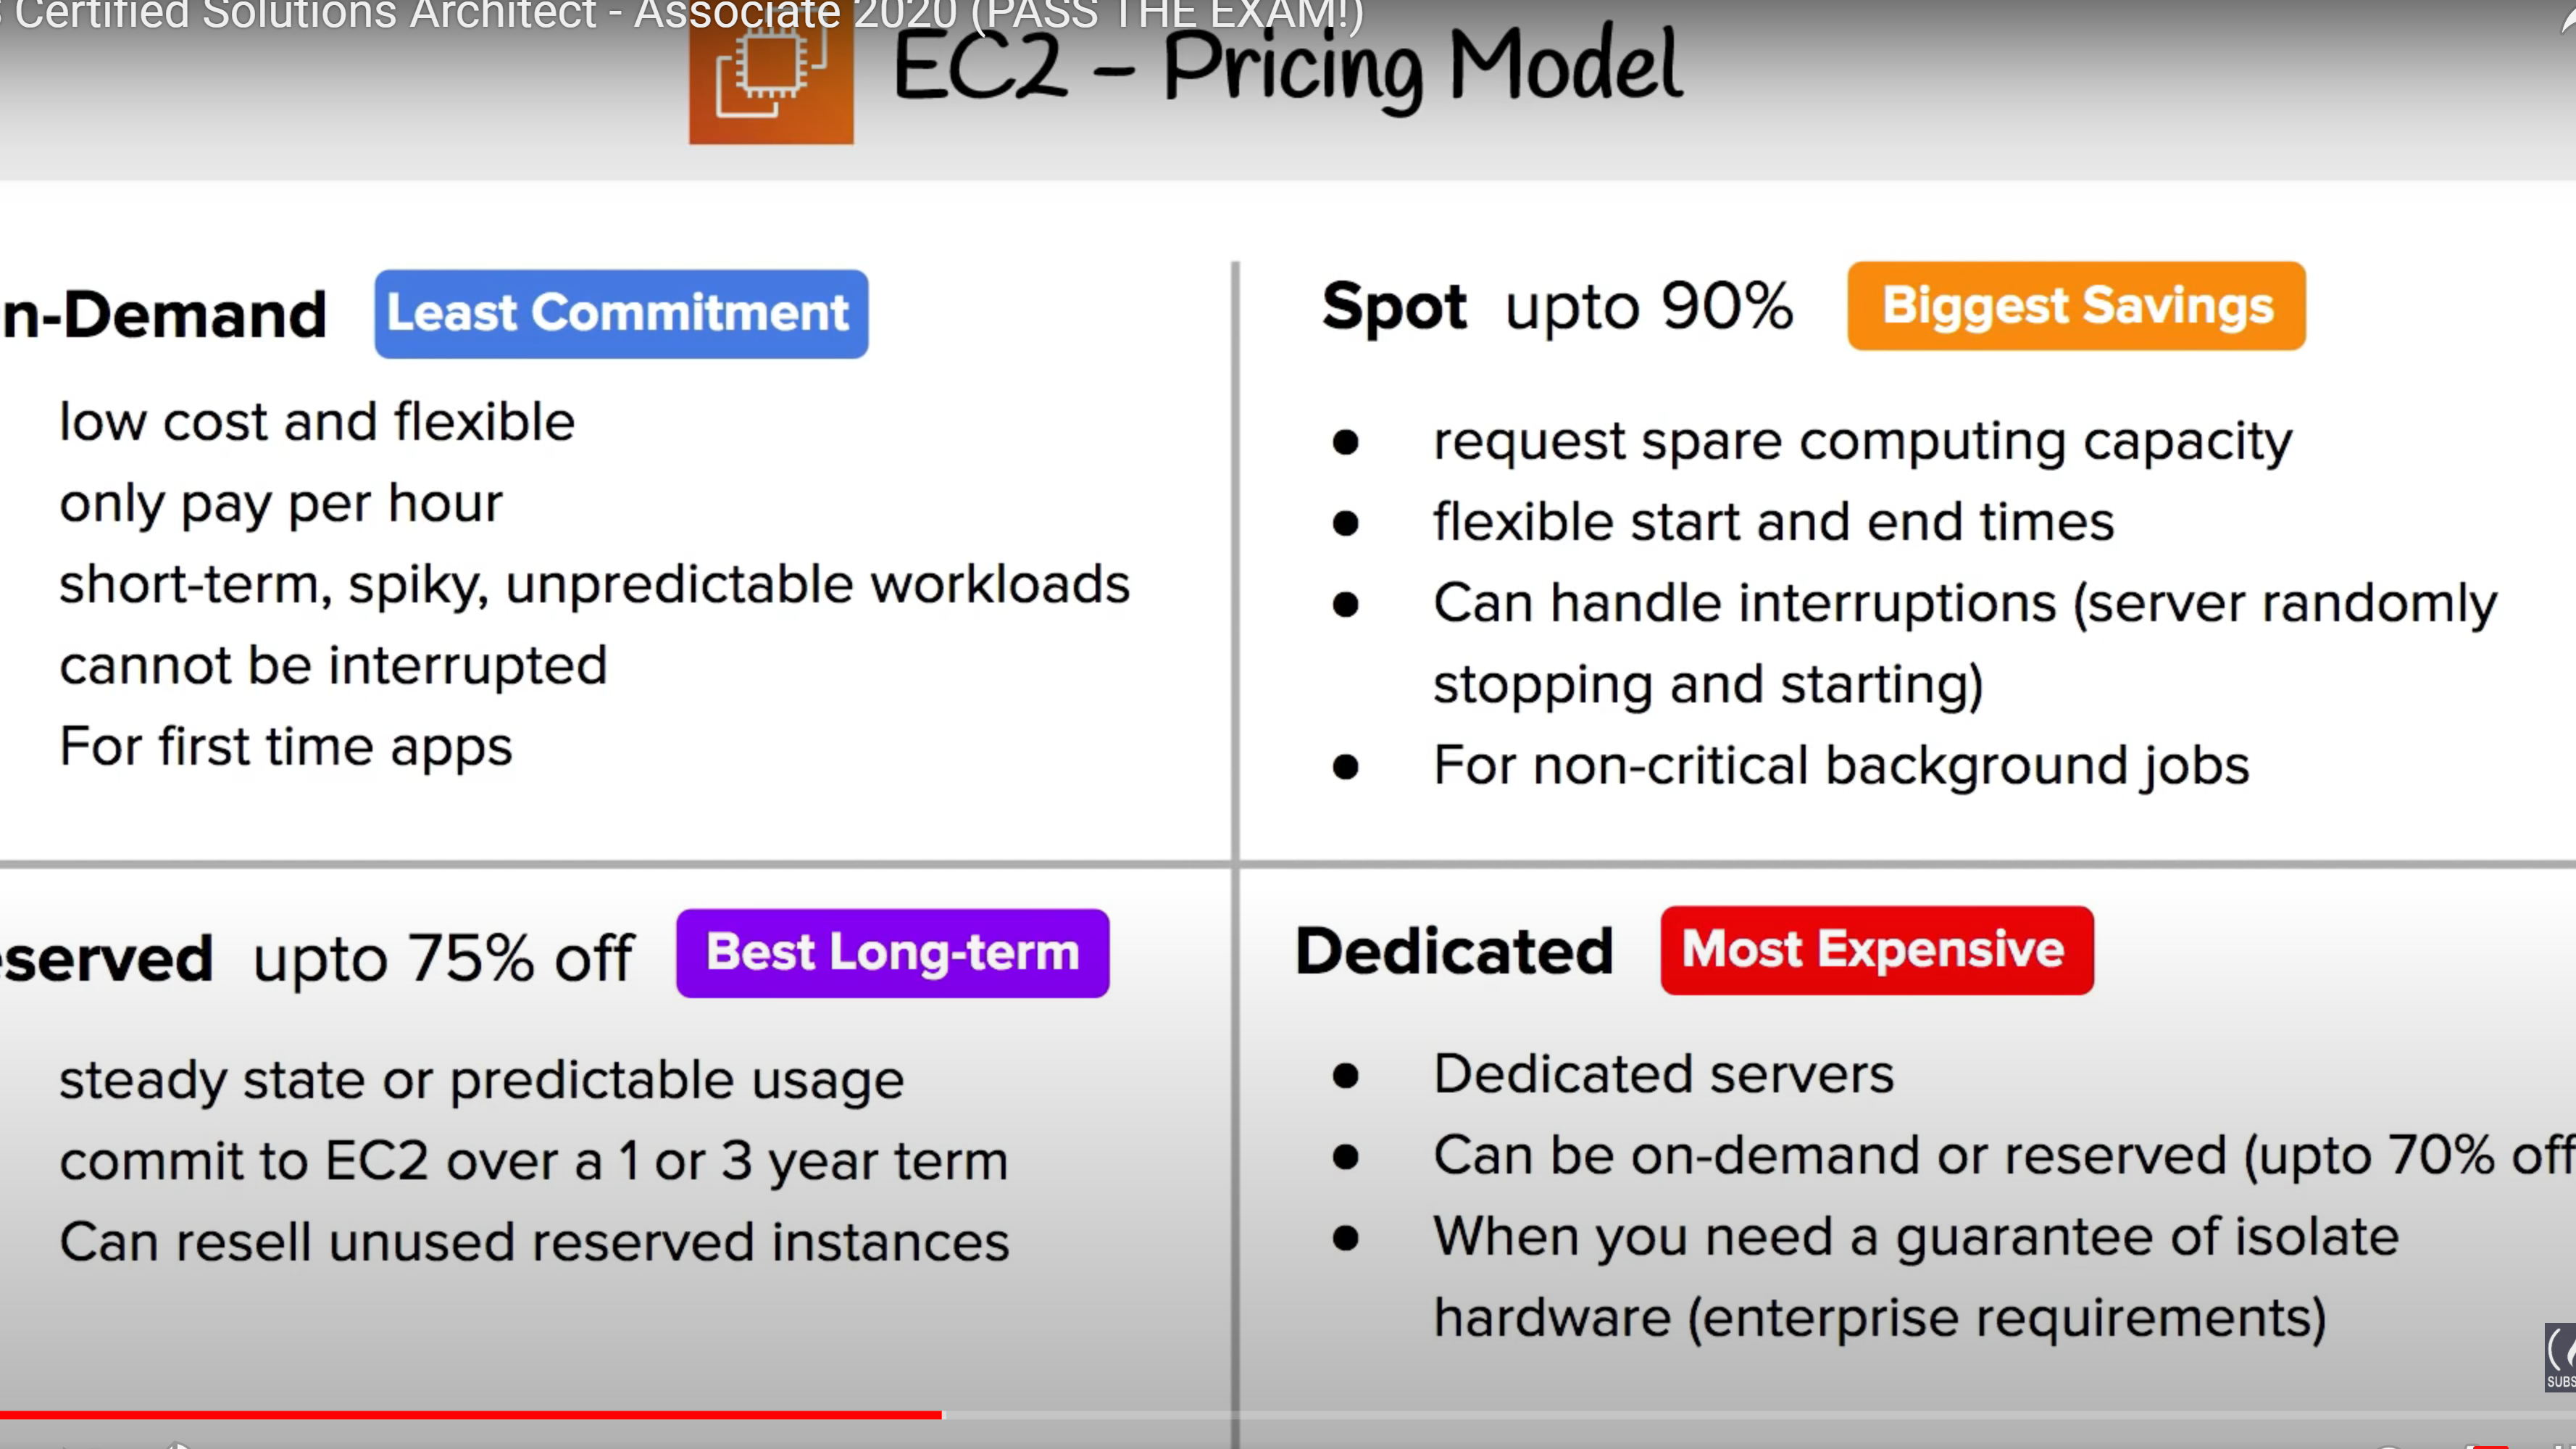 Certified Solutions Architect - Associate 2020 (PASS THE EXAM!)
EC2 - Pricing Model
n-Demand Least Commitment
low cost and flexible
only pay per hour
short-term, spiky, unpredictable workloads
cannot be interrupted
For first time apps
Spot upto 90% Biggest Savings
● request spare computing capacity
● flexible start and end times
● Can handle interruptions (server randomly
stopping and starting)
● For non-critical background jobs
served upto 75% off Best Long-term
steady state or predictable usage
commit to EC2 over a 1 or 3 year term
Can resell unused reserved instances
Dedicated Most Expensive
● Dedicated servers
● Can be on-demand or reserved (upto 70% off
● When you need a guarantee of isolate
hardware (enterprise requirements)
SUBS